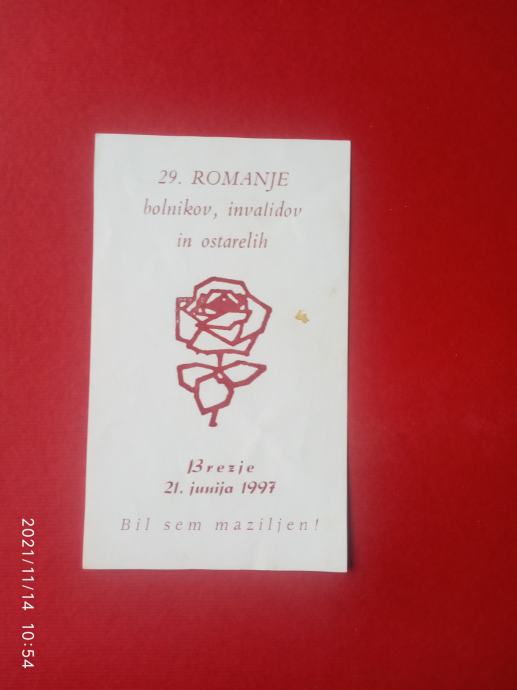 29. ROMANJE
bolnikov, invalidov
in ostarelih
Brezje
21. junija 1997
Bil sem maziljen!
2021/11/14 10:54